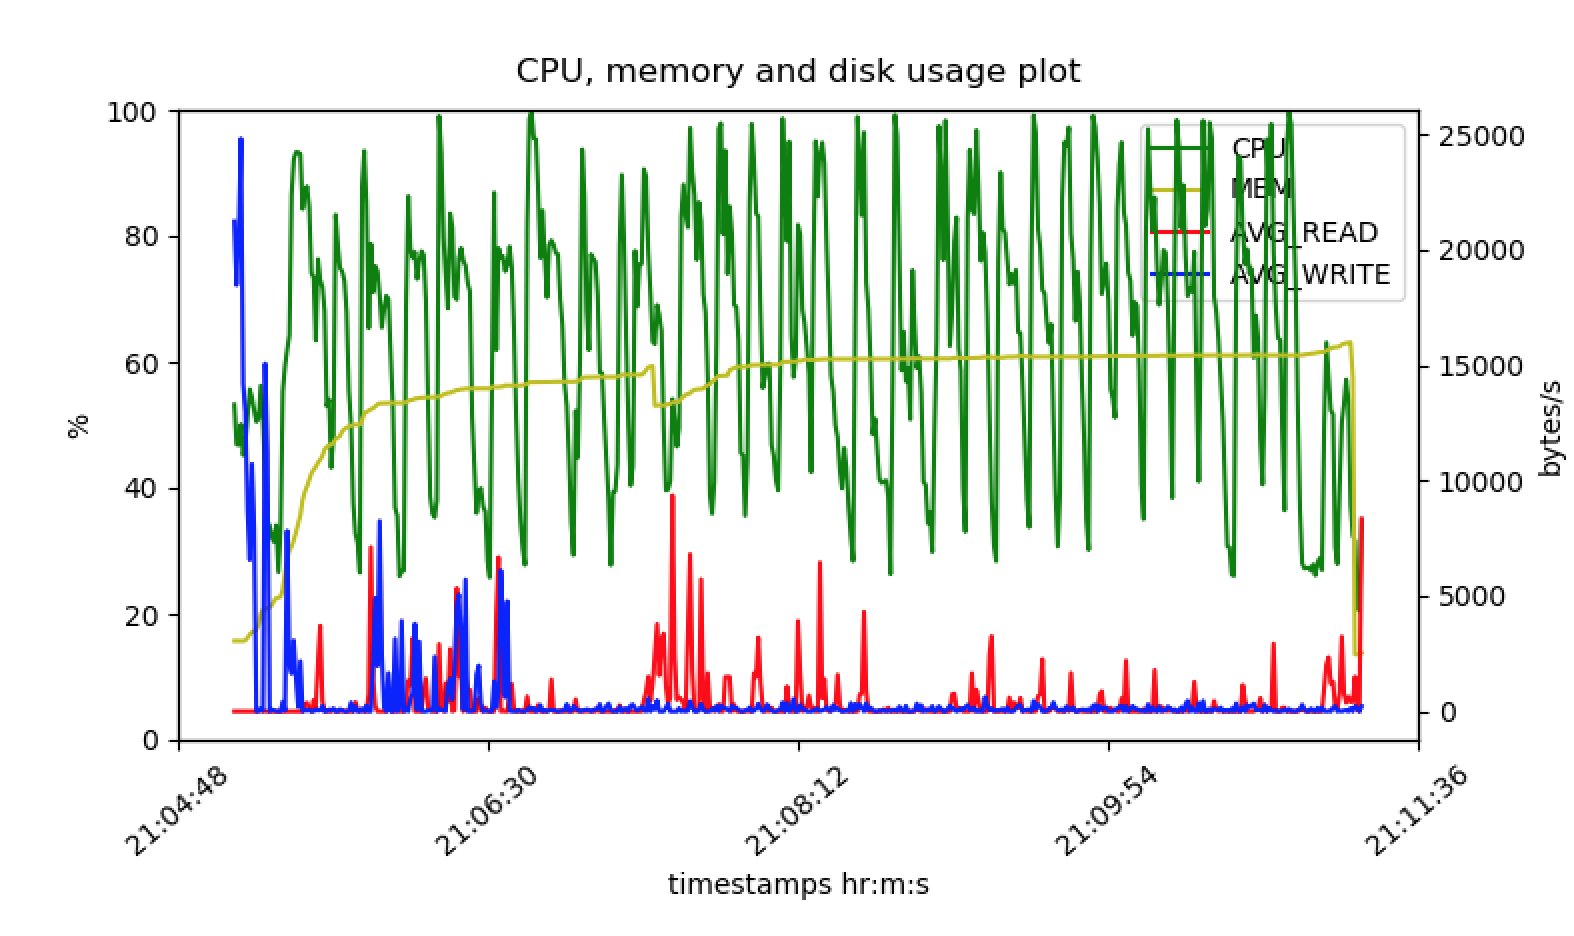 CPU, memory and disk usage plot
100
80
60
40
20
0
%
25000
20000
15000
10000
5000
0
bytes/s
CPU
MEM
AVG_READ
AVG_WRITE
21:04:48
21:06:30
21:08:12
21:09:54
21:11:36
timestamps hr:m:s